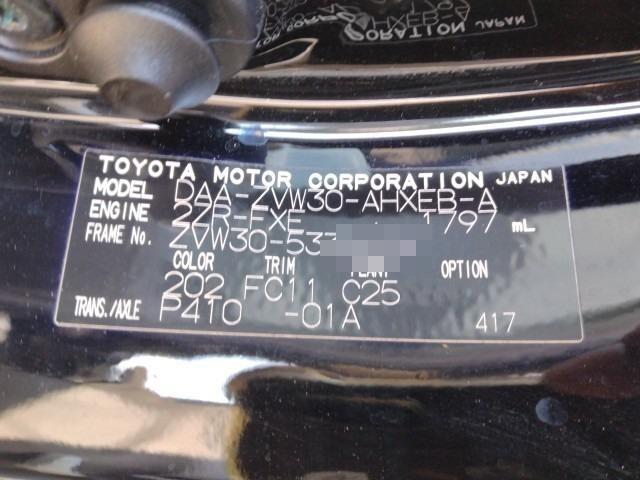 TOYOTA MOTOR CORPORATION JAPAN
MODEL DAA-ZVW30-AHXEB-A
ENGINE 2ZR-FXE 1797 mL
FRAME No. ZVW30-53
COLOR TRIM PLANT OPTION
202 FC11 C25
TRANS./AXLE P410 -01A 417